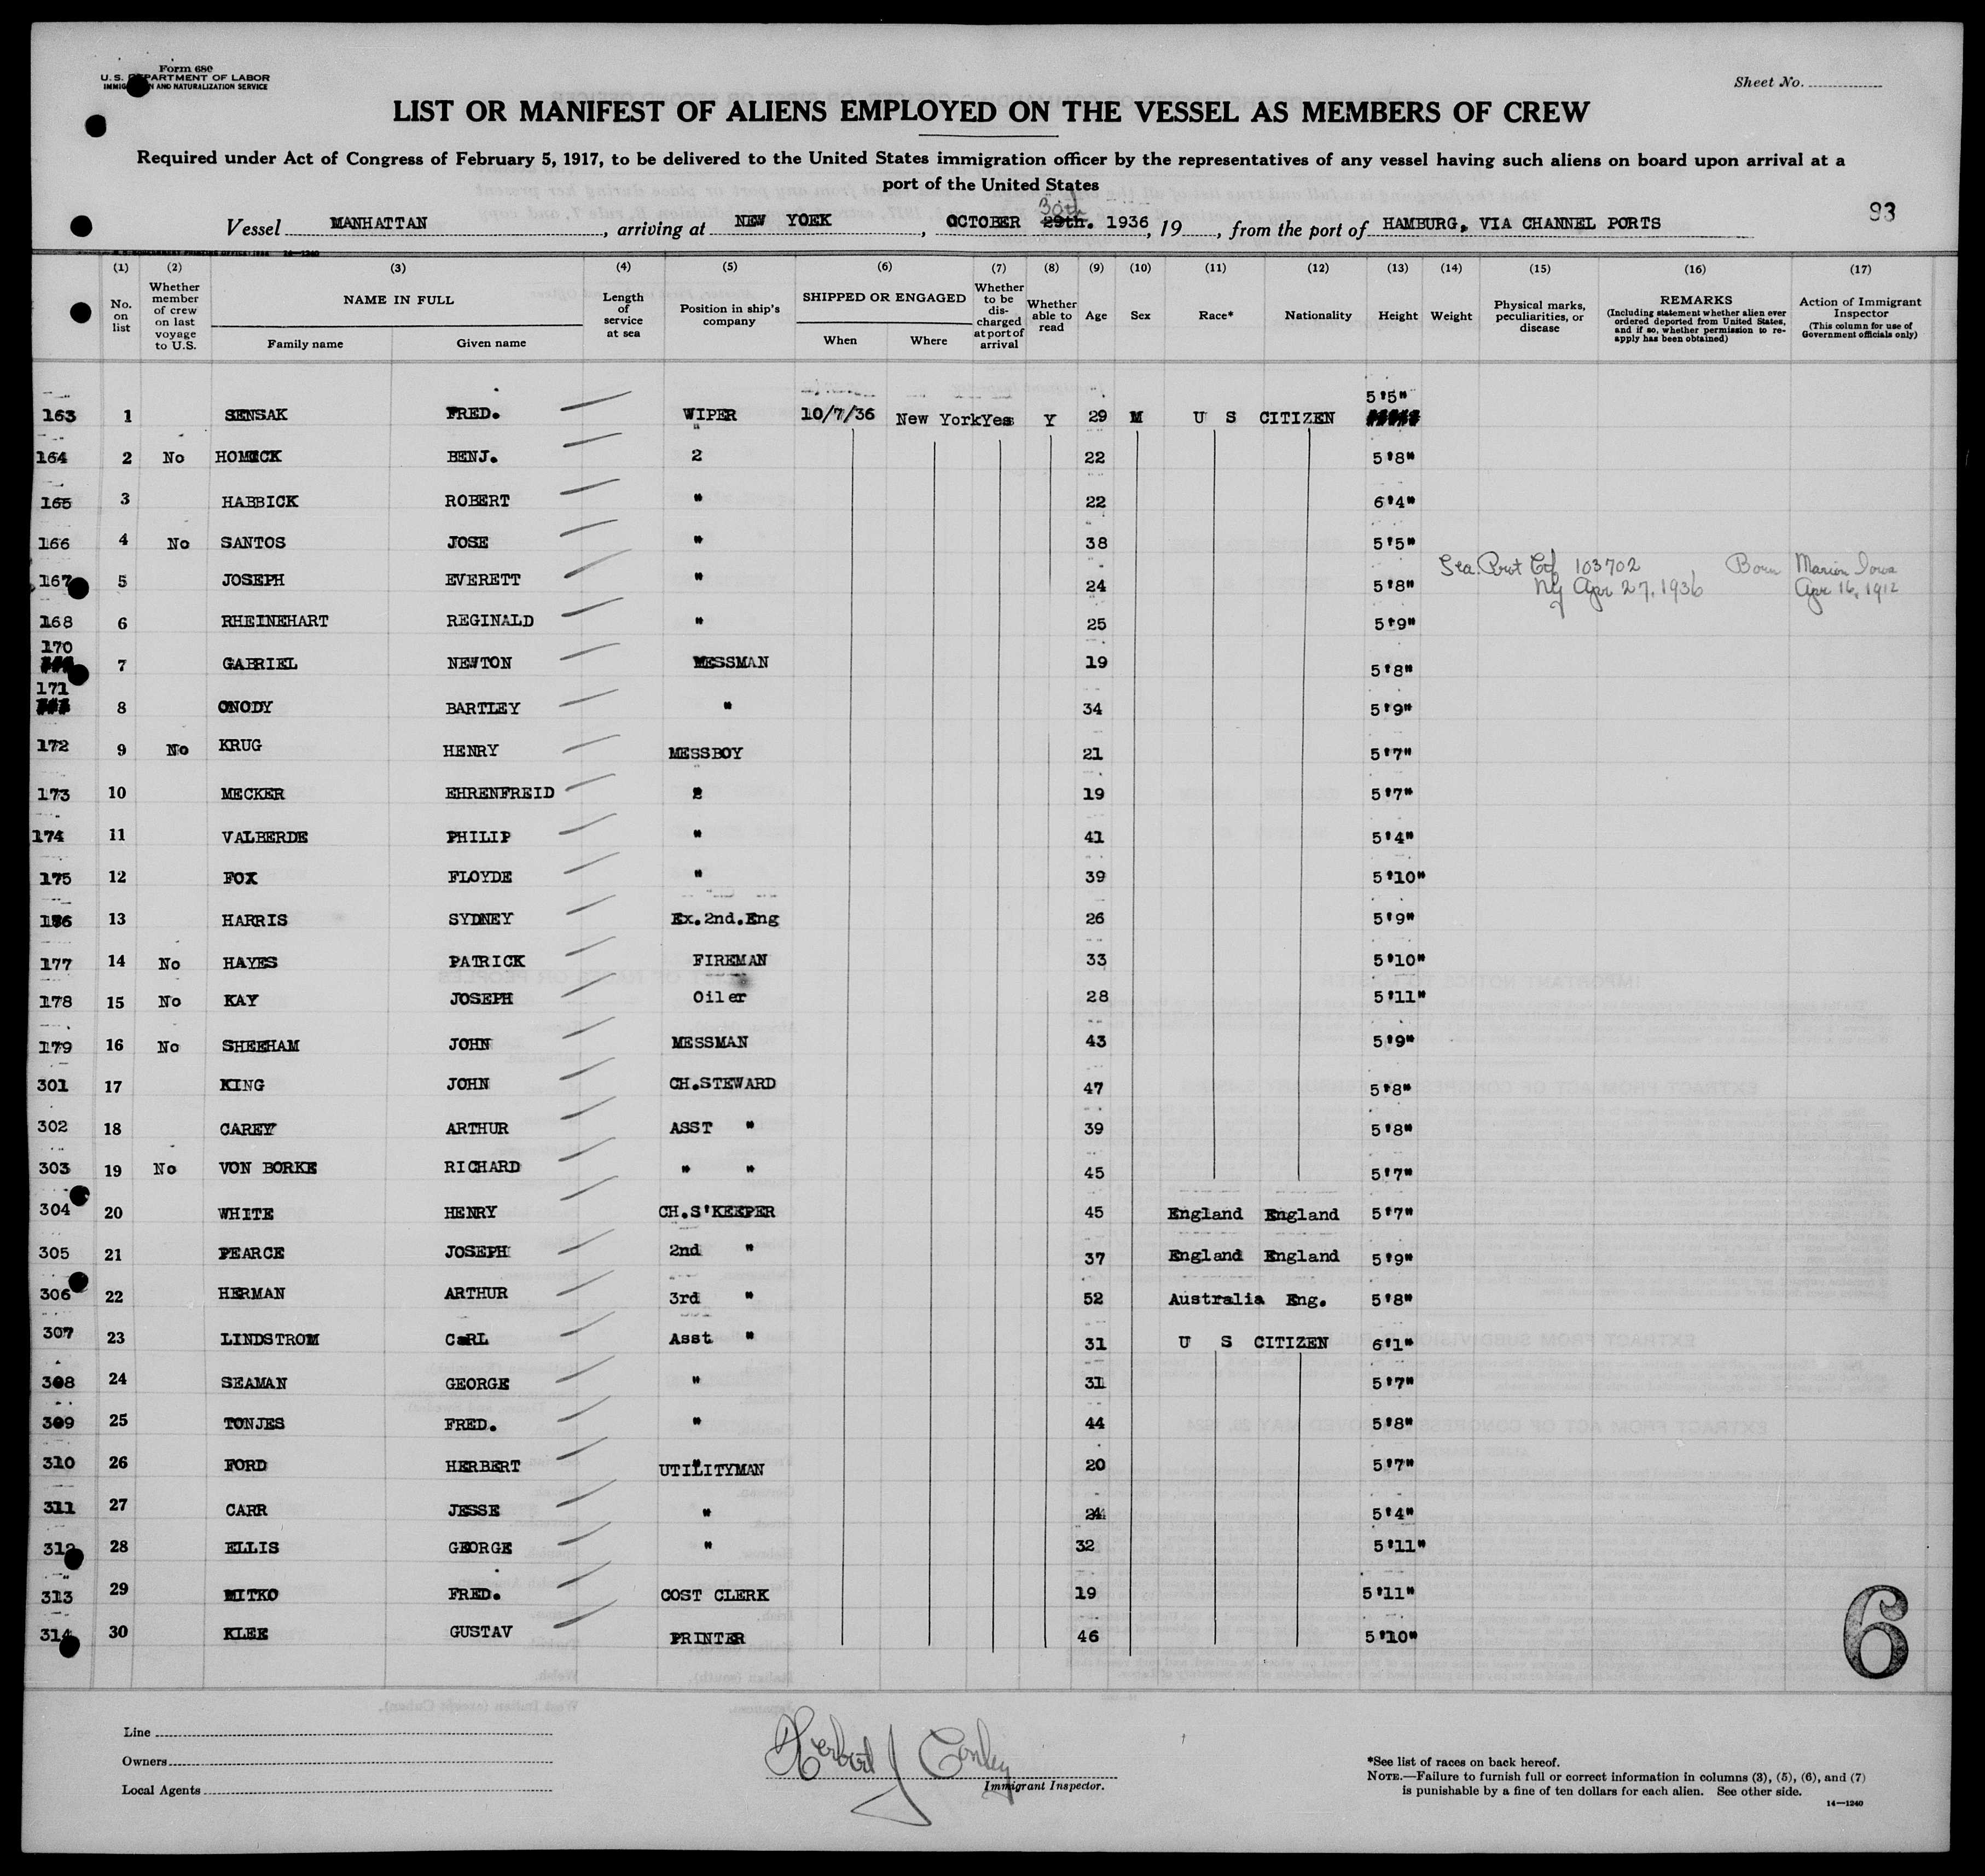 Form 680
U. S. DEPARTMENT OF LABOR
IMMIGRATION AND NATURALIZATION SERVICE
Sheet No.
LIST OR MANIFEST OF ALIENS EMPLOYED ON THE VESSEL AS MEMBERS OF CREW
Required under Act of Congress of February 5, 1917, to be delivered to the United States immigration officer by the representatives of any vessel having such aliens on board upon arrival at a
port of the United States
93
30th
Vessel MANHATTAN, arriving at NEW YORK, OCTOBER 29th. 1936, 19, from the port of HAMBURG, VIA CHANNEL PORTS
(1) (2) (3) (4) (5) (6) (7) (8) (9) (10) (11) (12) (13) (14) (15) (16) (17)
No. on list
Whether member of crew on last voyage to U.S.
NAME IN FULL
Family name Given name
Length of service at sea
Position in ship's company
SHIPPED OR ENGAGED
When Where
Whether to be discharged at port of arrival
Whether able to read
Age Sex Race* Nationality Height Weight
Physical marks, peculiarities, or disease
REMARKS
(Including statement whether alien ever ordered deported from United States, and if so, whether permission to re-apply has been obtained)
Action of Immigrant Inspector
(This column for use of Government officials only)
163 1 SENSAK FRED. WIPER 10/7/36 New York Yes Y 29 M U S CITIZEN 5'5"
164 2 No HOMICK BENJ. 2 " 22 5'8"
165 3 HABBICK ROBERT " 22 6'4"
166 4 No SANTOS JOSE " 38 5'5"
167 5 JOSEPH EVERETT " 24 5'8" Sea. Prot Ctf 103702 Born Marion Iowa
NY Apr 27, 1936 Apr 16, 1912
168 6 RHEINEHART REGINALD " 25 5'9"
170 7 GABRIEL NEWTON MESSMAN 19 5'8"
171 8 ONODY BARTLEY " 34 5'9"
172 9 No KRUG HENRY MESSBOY 21 5'7"
173 10 MECKER EHRENFREID " 19 5'7"
174 11 VALBERDE PHILIP " 41 5'4"
175 12 FOX FLOYDE " 39 5'10"
176 13 HARRIS SYDNEY Ex.2nd.Eng 26 5'9"
177 14 No HAYES PATRICK FIREMAN 33 5'10"
178 15 No KAY JOSEPH Oiler 28 5'11"
179 16 No SHEEHAM JOHN MESSMAN 43 5'9"
301 17 KING JOHN CH.STEWARD 47 5'8"
302 18 CAREY ARTHUR ASST " 39 5'8"
303 19 No VON BORKE RICHARD " " 45 5'7"
304 20 WHITE HENRY CH.S'KEEPER 45 England England 5'7"
305 21 PEARCE JOSEPH 2nd " 37 England England 5'9"
306 22 HERMAN ARTHUR 3rd " 52 Australia Eng. 5'8"
307 23 LINDSTROM CaRL Asst " 31 U S CITIZEN 6'1"
308 24 SEAMAN GEORGE " 31 5'7"
309 25 TONJES FRED. " 44 5'8"
310 26 FORD HERBERT UTILITYMAN 20 5'7"
311 27 CARR JESSE " 24 5'4"
312 28 ELLIS GEORGE " 32 5'11"
313 29 MITKO FRED. COST CLERK 19 5'11"
314 30 KLEE GUSTAV PRINTER 46 5'10"
6
Line
Owners
Local Agents
Herbert J Conley
Immigrant Inspector.
*See list of races on back hereof.
NOTE.—Failure to furnish full or correct information in columns (3), (5), (6), and (7)
is punishable by a fine of ten dollars for each alien. See other side.
14—1240